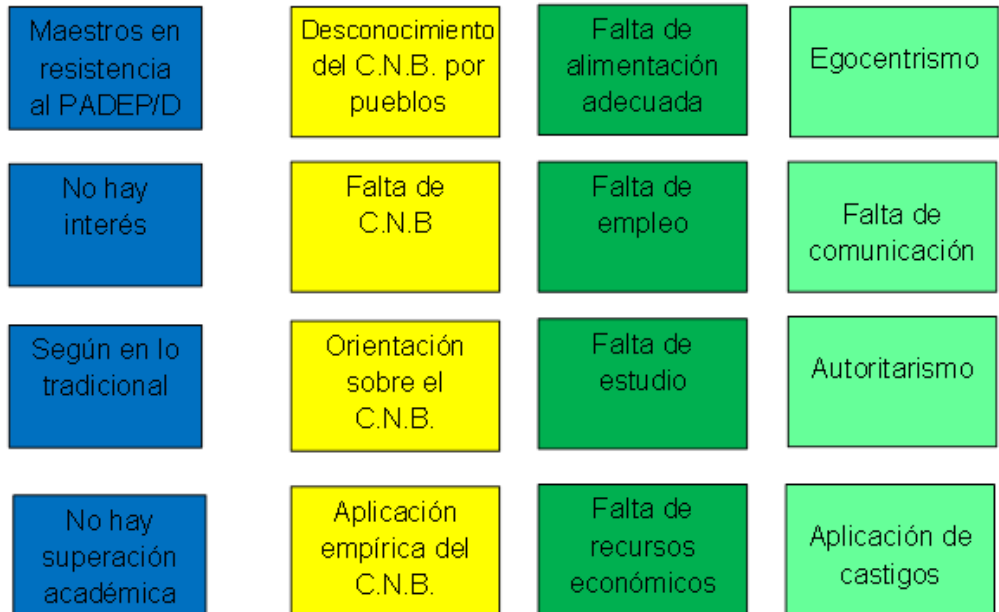 Maestros en
resistencia
al PADEP/D
Desconocimiento
del C.N.B. por
pueblos
Falta de
alimentación
adecuada
Egocentrismo
No hay
interés
Falta de
C.N.B
Falta de
empleo
Falta de
comunicación
Según en lo
tradicional
Orientación
sobre el
C.N.B.
Falta de
estudio
Autoritarismo
No hay
superación
académica
Aplicación
empírica del
C.N.B.
Falta de
recursos
económicos
Aplicación de
castigos